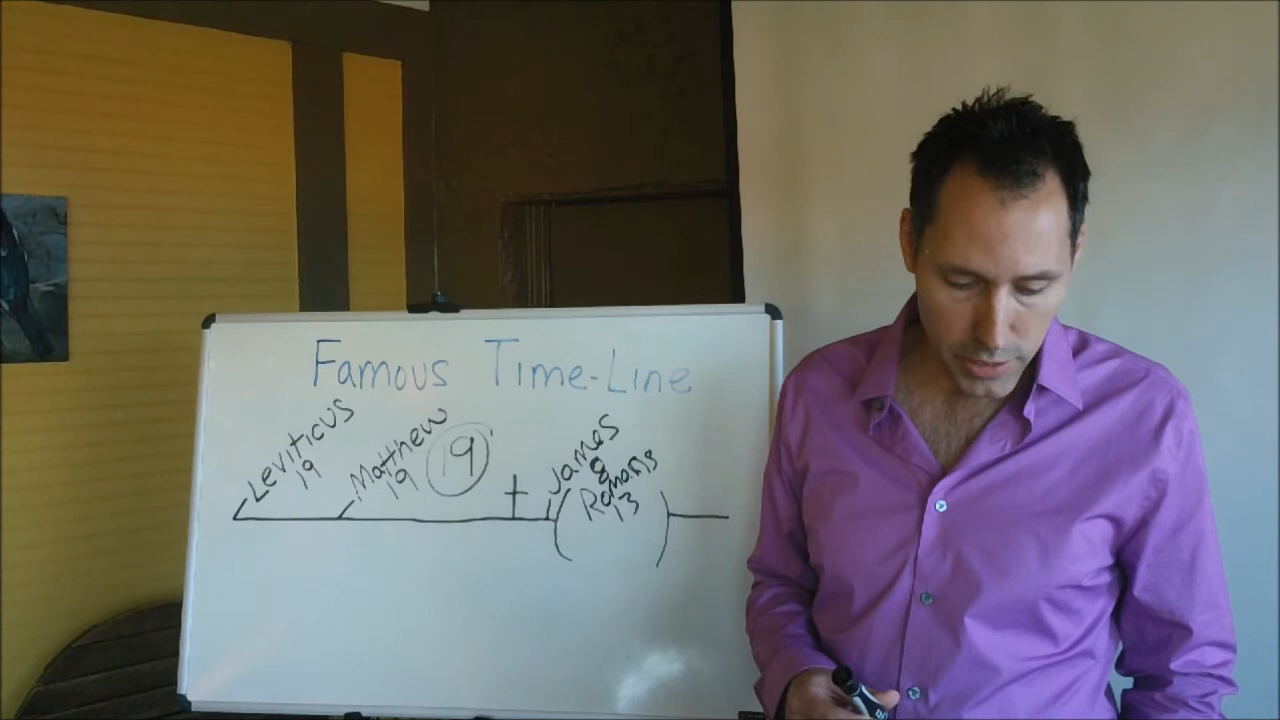 Famous Time-Line
Leviticus
19
Matthew
19
19
James
&
Romans
13